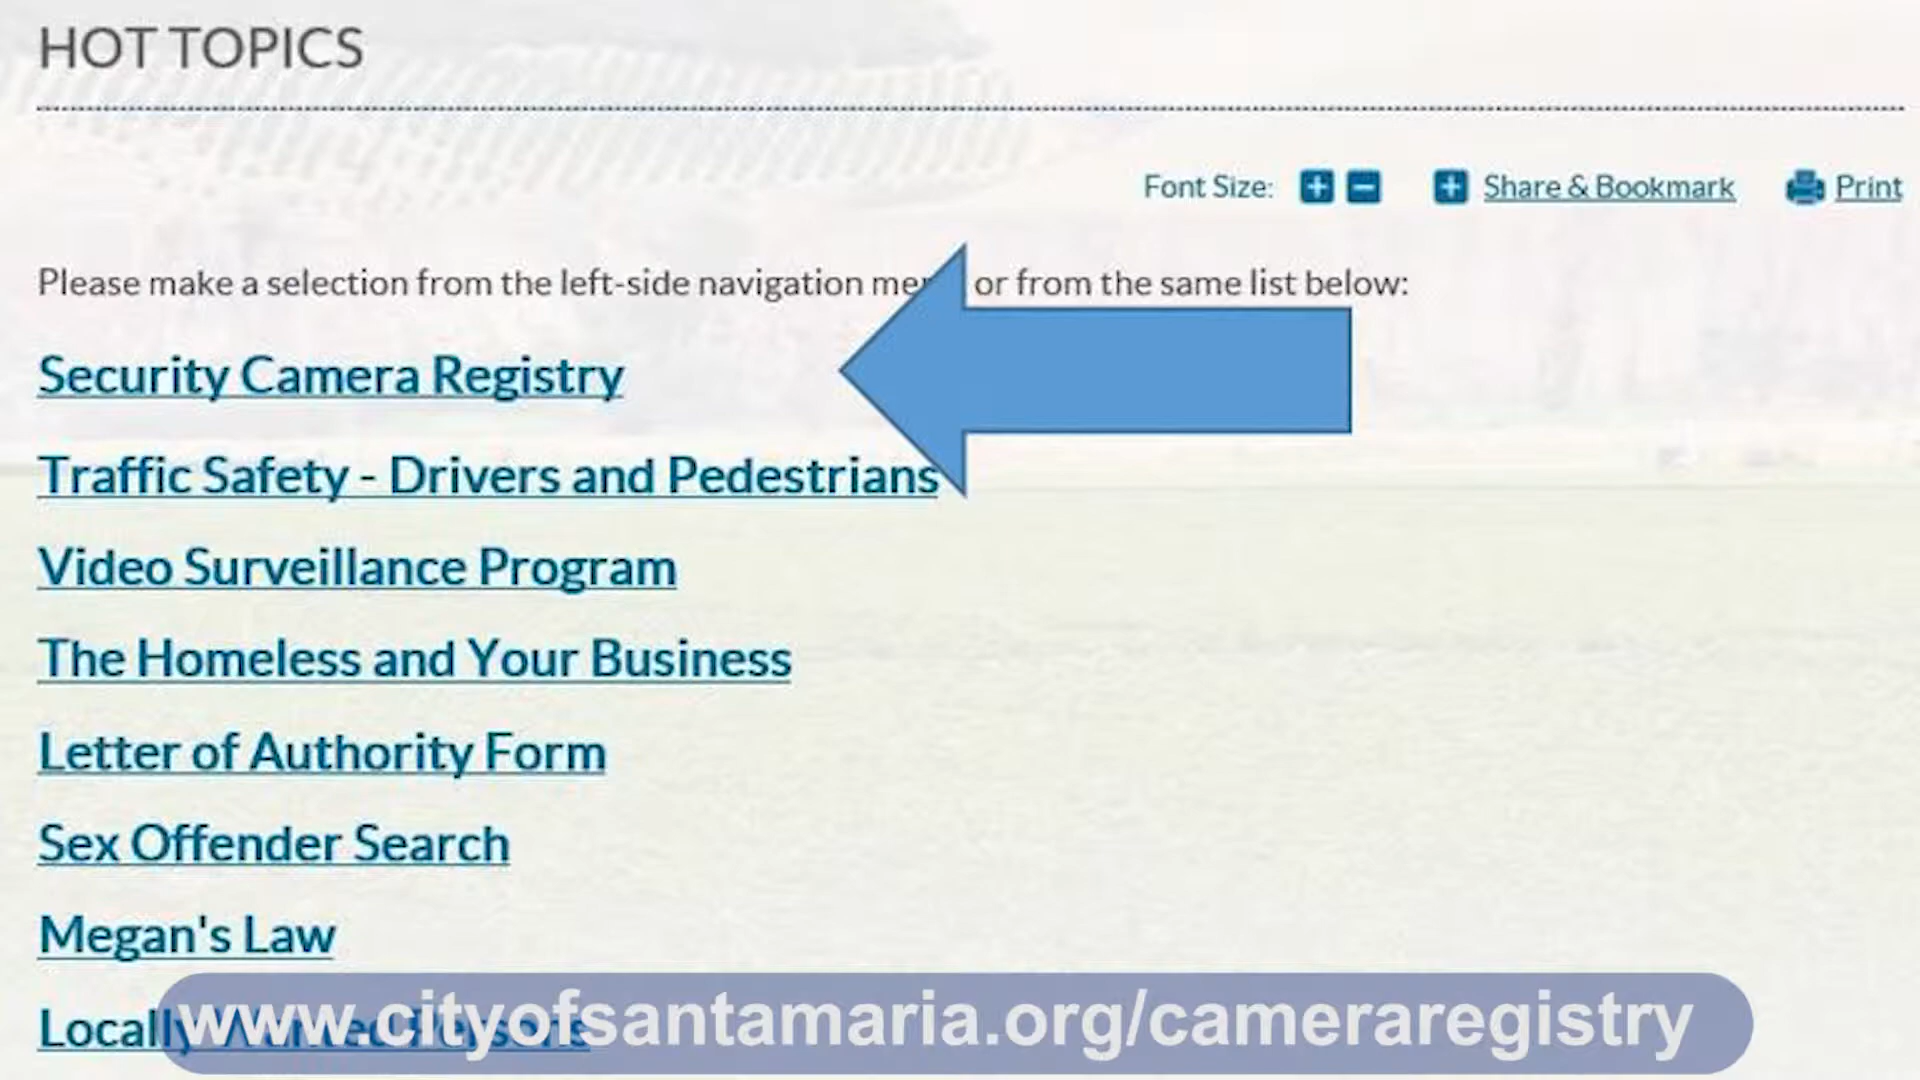 HOT TOPICS
Font Size: Share & Bookmark Print
Please make a selection from the left-side navigation or from the same list below:
Security Camera Registry
Traffic Safety - Drivers and Pedestrians
Video Surveillance Program
The Homeless and Your Business
Letter of Authority Form
Sex Offender Search
Megan's Law
Locally
www.cityofsantamaria.org/cameraregistry